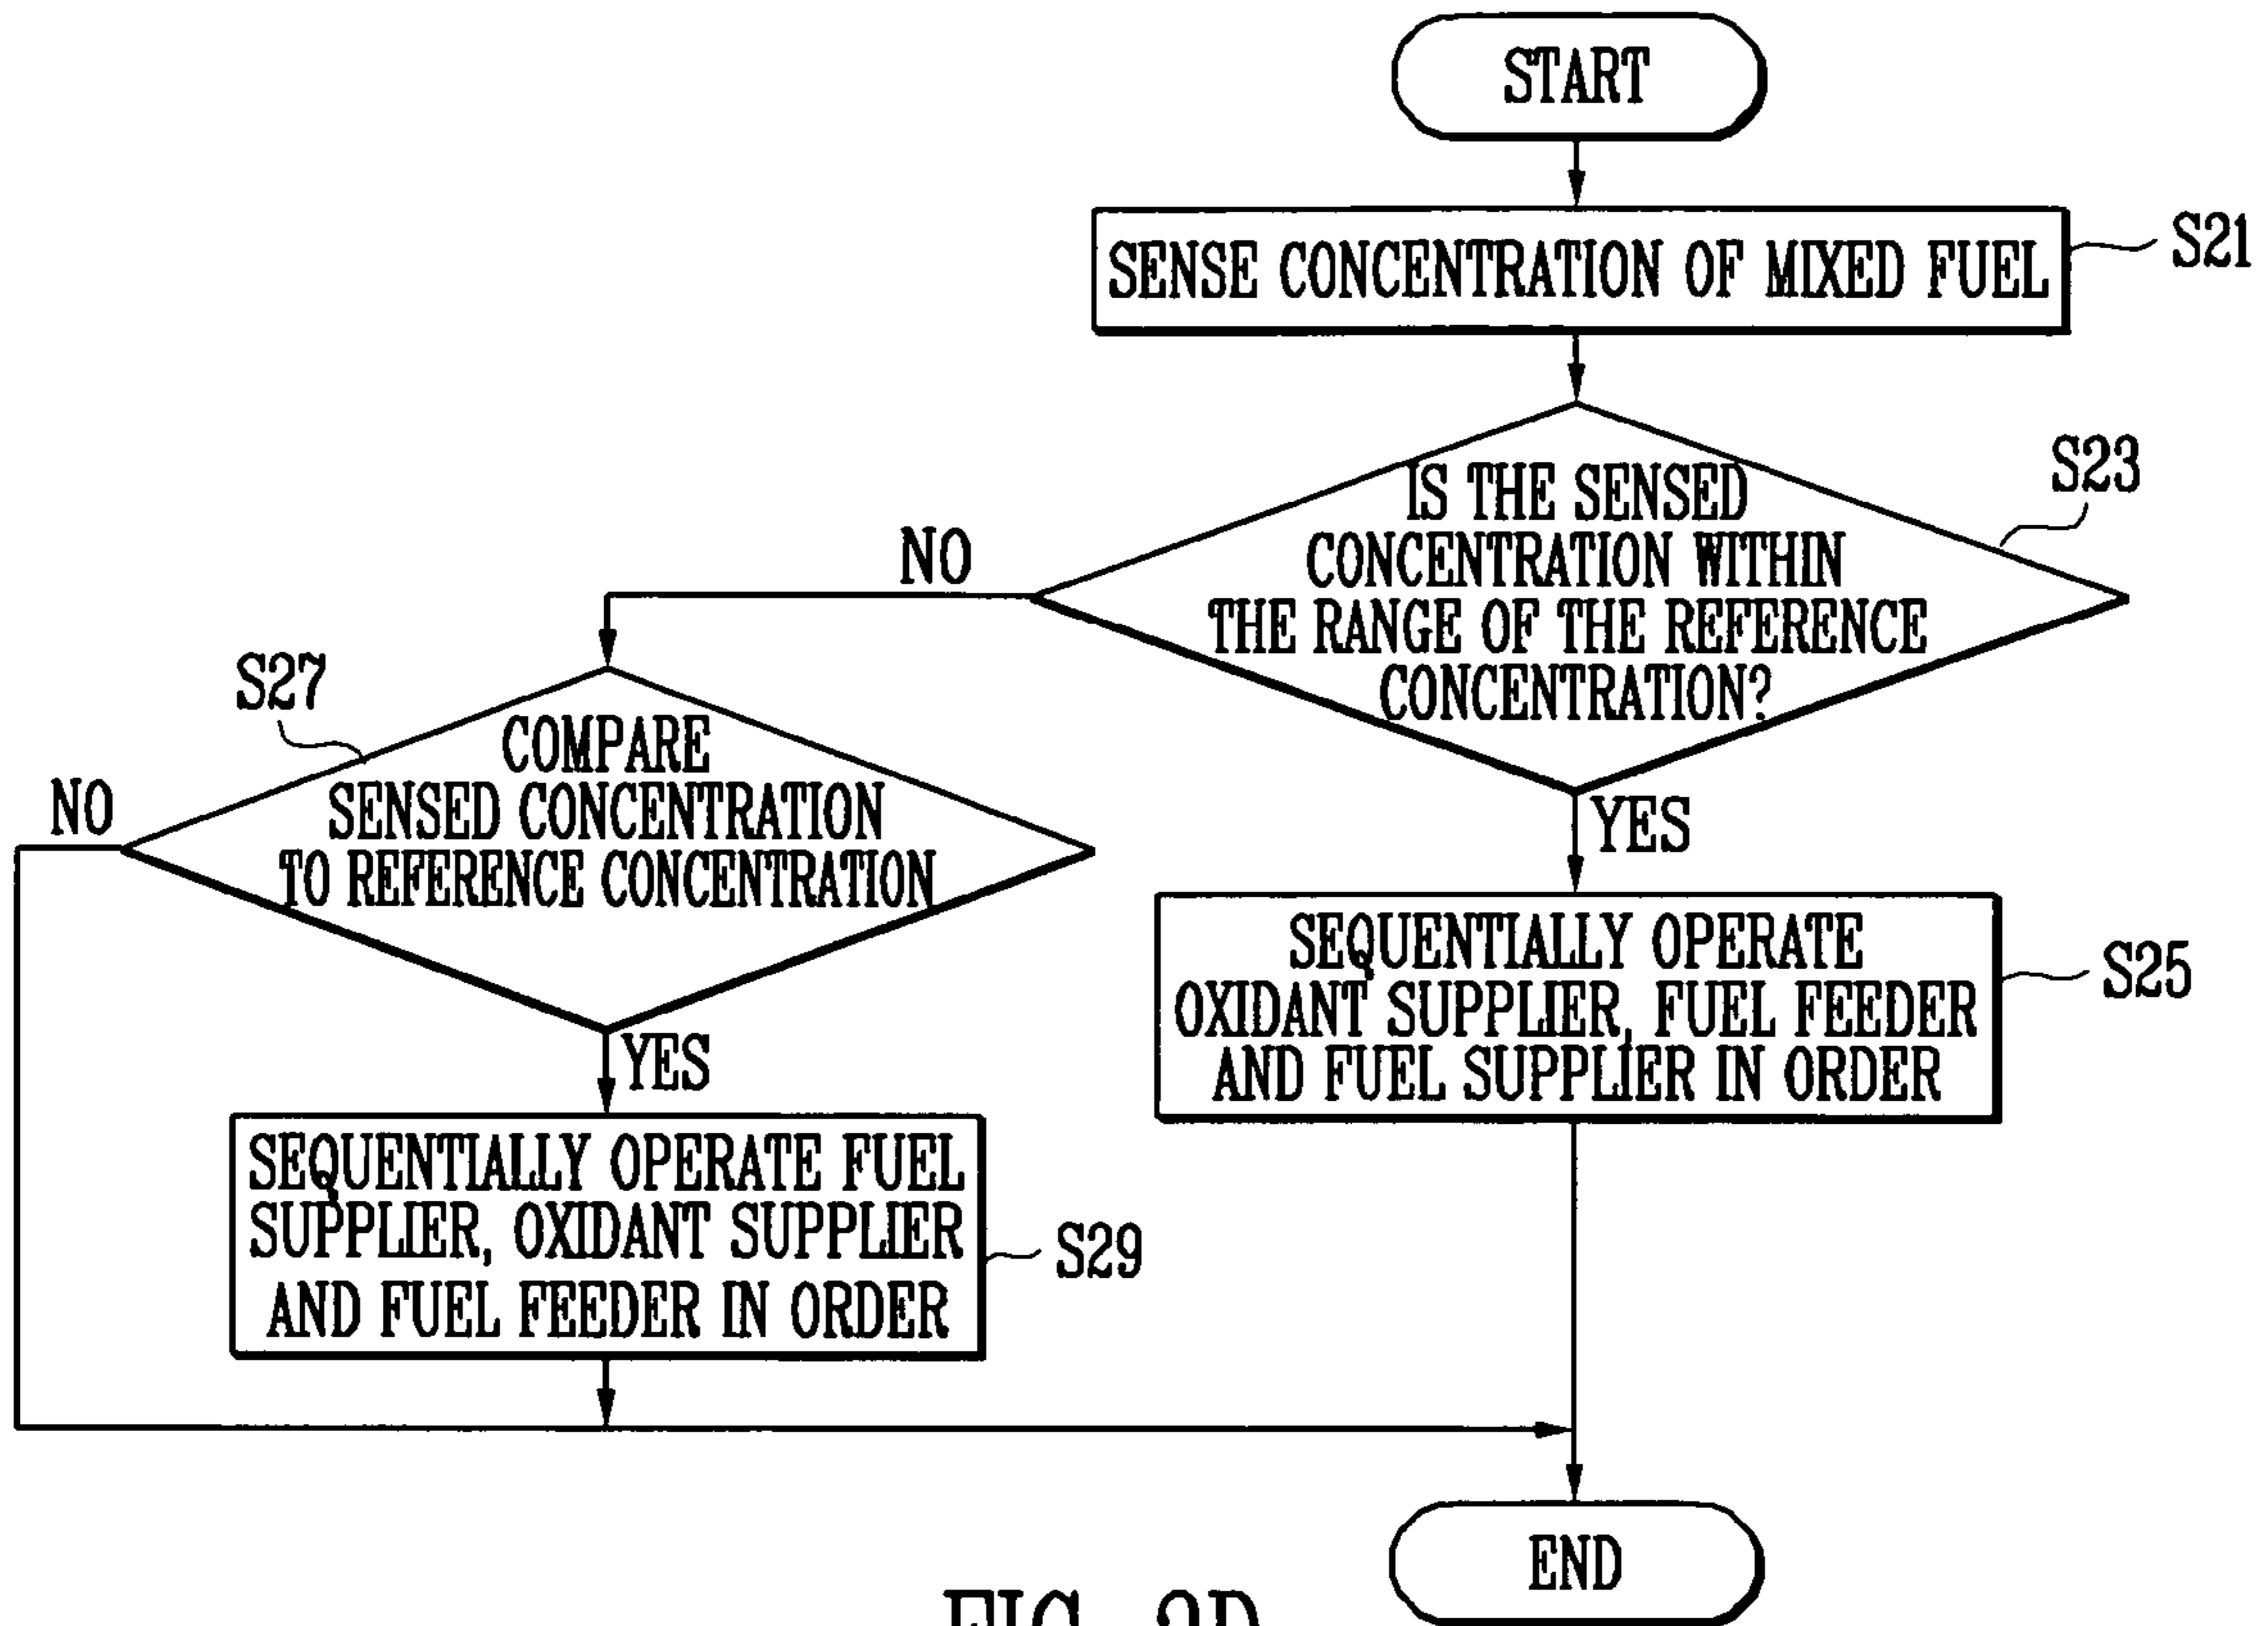 START
SENSE CONCENTRATION OF MIXED FUEL
S21
IS THE SENSED
CONCENTRATION WITHIN
THE RANGE OF THE REFERENCE
CONCENTRATION?
S23
NO
YES
S27
COMPARE
SENSED CONCENTRATION
TO REFERENCE CONCENTRATION
NO
YES
SEQUENTIALLY OPERATE
OXIDANT SUPPLIER, FUEL FEEDER
AND FUEL SUPPLIER IN ORDER
S25
SEQUENTIALLY OPERATE FUEL
SUPPLIER, OXIDANT SUPPLIER
AND FUEL FEEDER IN ORDER
S29
END